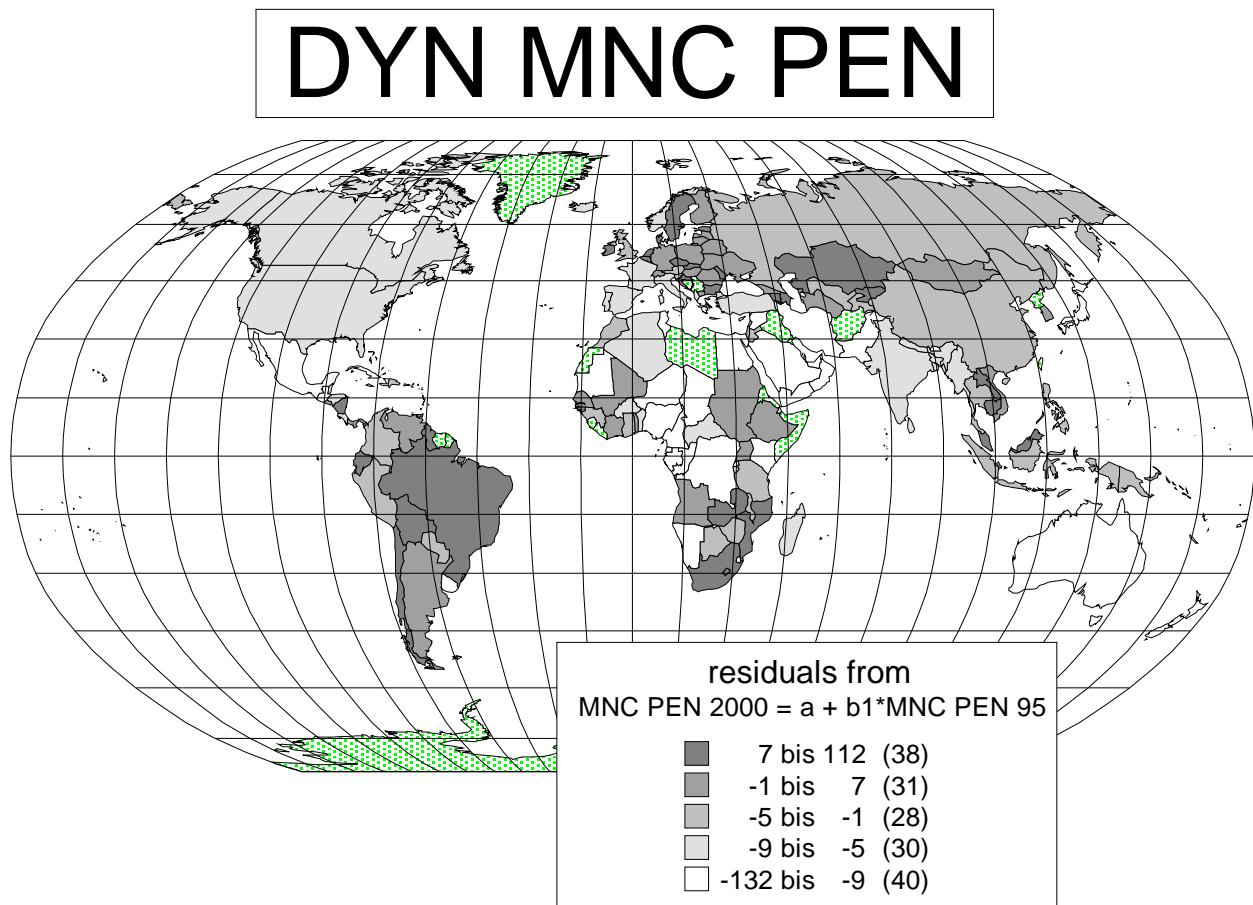 DYN MNC PEN
residuals from
MNC PEN 2000 = a + b1*MNC PEN 95
7 bis 112 (38)
-1 bis 7 (31)
-5 bis -1 (28)
-9 bis -5 (30)
-132 bis -9 (40)